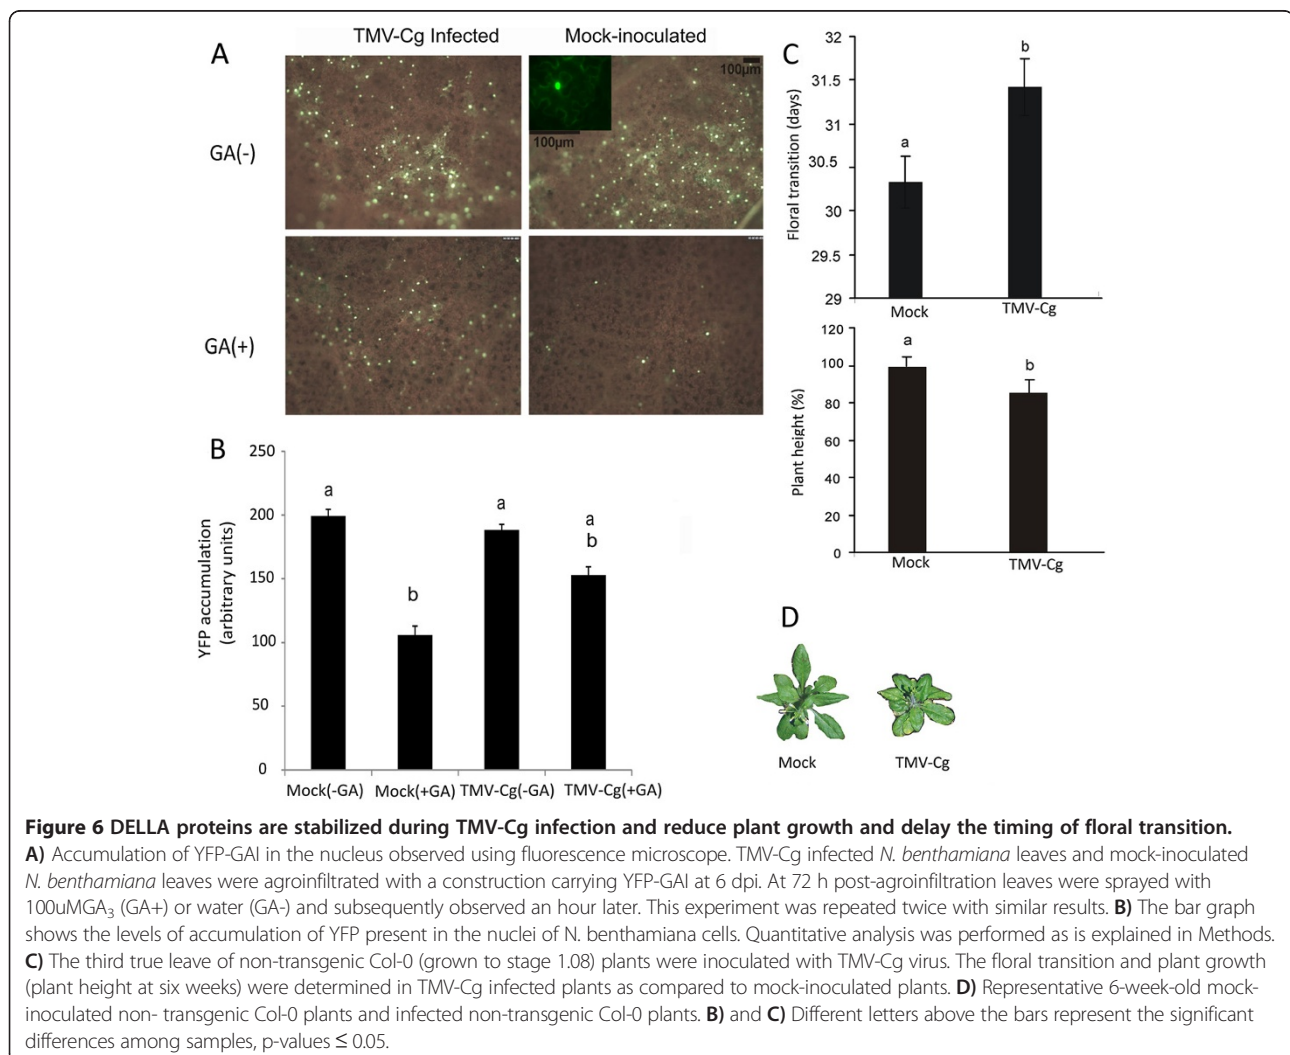 A
TMV-Cg Infected
Mock-inoculated
100µm
100µm
GA(-)
GA(+)
B
YFP accumulation
(arbitrary units)
250
200
150
100
50
0
a
b
a
a
b
Mock(-GA)
Mock(+GA)
TMV-Cg(-GA)
TMV-Cg(+GA)
C
Floral transition (days)
32
31.5
31
30.5
30
29.5
29
a
b
Mock
TMV-Cg
Plant height (%)
120
100
80
60
40
20
0
a
b
Mock
TMV-Cg
D
Mock
TMV-Cg
Figure 6 DELLA proteins are stabilized during TMV-Cg infection and reduce plant growth and delay the timing of floral transition.
A) Accumulation of YFP-GAI in the nucleus observed using fluorescence microscope. TMV-Cg infected N. benthamiana leaves and mock-inoculated
N. benthamiana leaves were agroinfiltrated with a construction carrying YFP-GAI at 6 dpi. At 72 h post-agroinfiltration leaves were sprayed with
100uMGA₃ (GA+) or water (GA-) and subsequently observed an hour later. This experiment was repeated twice with similar results. B) The bar graph
shows the levels of accumulation of YFP present in the nuclei of N. benthamiana cells. Quantitative analysis was performed as is explained in Methods.
C) The third true leave of non-transgenic Col-0 (grown to stage 1.08) plants were inoculated with TMV-Cg virus. The floral transition and plant growth
(plant height at six weeks) were determined in TMV-Cg infected plants as compared to mock-inoculated plants. D) Representative 6-week-old mock-
inoculated non- transgenic Col-0 plants and infected non-transgenic Col-0 plants. B) and C) Different letters above the bars represent the significant
differences among samples, p-values ≤ 0.05.